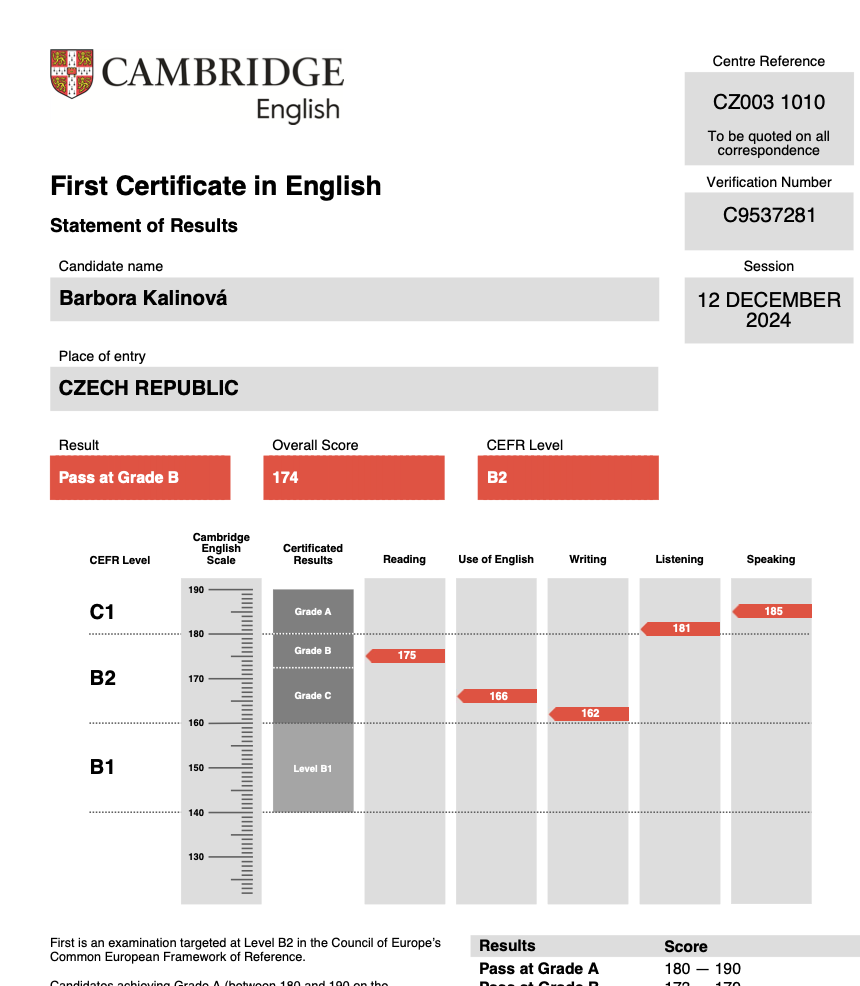 CAMBRIDGE
English
Centre Reference
CZ003 1010
To be quoted on all
correspondence
Verification Number
C9537281
Session
12 DECEMBER
2024
First Certificate in English
Statement of Results
Candidate name
Barbora Kalinová
Place of entry
CZECH REPUBLIC
Result
Overall Score
CEFR Level
Pass at Grade B
174
B2
CEFR Level
Cambridge
English
Scale
Certificated
Results
Reading
Use of English
Writing
Listening
Speaking
190
C1
Grade A
185
181
180
Grade B
175
B2
170
Grade C
166
162
160
B1
150
Level B1
140
130
First is an examination targeted at Level B2 in the Council of Europe's
Common European Framework of Reference.
Candidates achieving Grade A (between 180 and 190 on the
Results Score
Pass at Grade A 180 — 190
Pass at Grade B